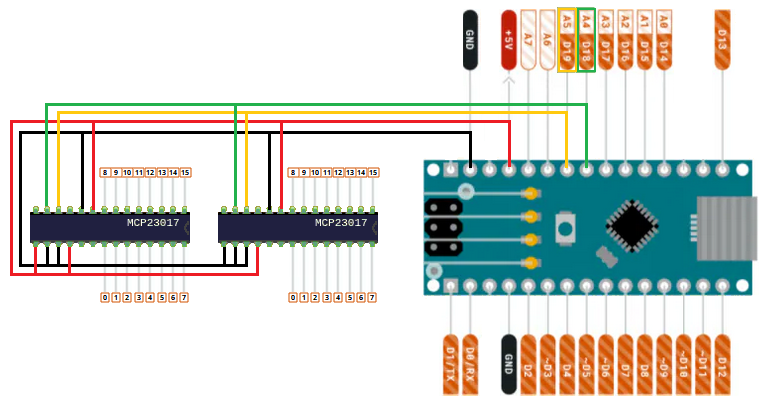 GND
+5V
A7
A6
A5 D19
A4 D18
A3 D17
A2 D16
A1 D15
A0 D14
D13
8 9 10 11 12 13 14 15
8 9 10 11 12 13 14 15
MCP23017
MCP23017
0 1 2 3 4 5 6 7
0 1 2 3 4 5 6 7
D1/TX
D0/RX
GND
D2
~D3
D4
~D5
~D6
D7
D8
~D9
~D10
~D11
D12